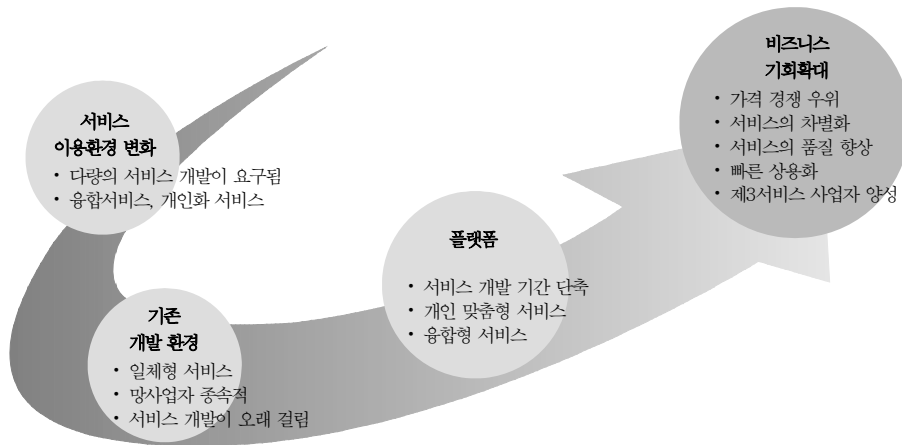 서비스
이용환경 변화
• 다량의 서비스 개발이 요구됨
• 융합서비스, 개인화 서비스
기존
개발 환경
• 일체형 서비스
• 망사업자 종속적
• 서비스 개발이 오래 걸림
플랫폼
• 서비스 개발 기간 단축
• 개인 맞춤형 서비스
• 융합형 서비스
비즈니스
기회확대
• 가격 경쟁 우위
• 서비스의 차별화
• 서비스의 품질 향상
• 빠른 상용화
• 제3서비스 사업자 양성